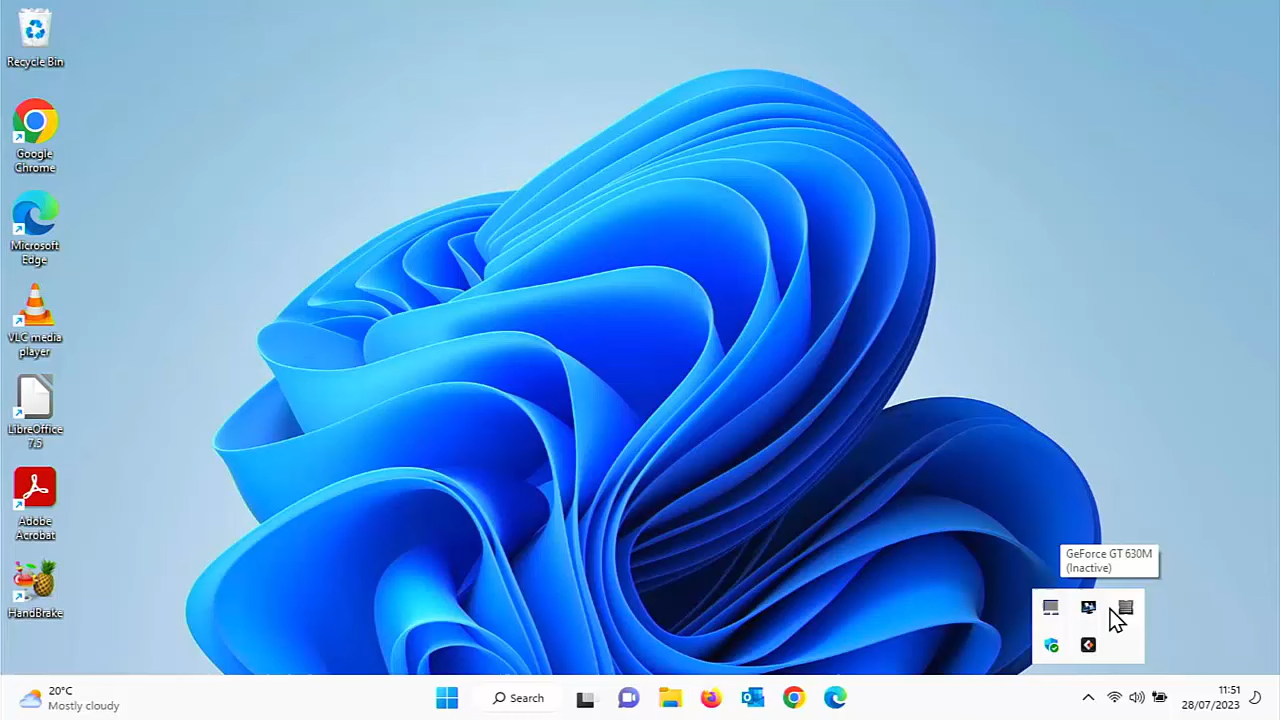 Recycle Bin
Google
Chrome
Microsoft
Edge
VLC media
player
LibreOffice
7.5
Adobe
Acrobat
HandBrake
GeForce GT 630M
(Inactive)
20°C
Mostly cloudy
Search
11:51
28/07/2023